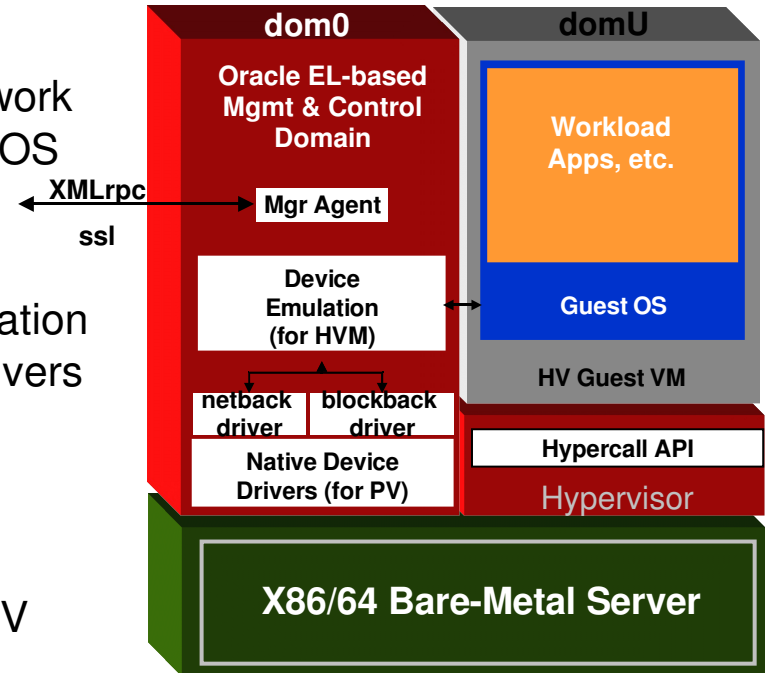 work
OS
ation
vers
V
XMLrpc
ssl
dom0
Oracle EL-based
Mgmt & Control
Domain
Mgr Agent
Device
Emulation
(for HVM)
netback
driver
blockback
driver
Native Device
Drivers (for PV)
domU
Workload
Apps, etc.
Guest OS
HV Guest VM
Hypercall API
Hypervisor
X86/64 Bare-Metal Server